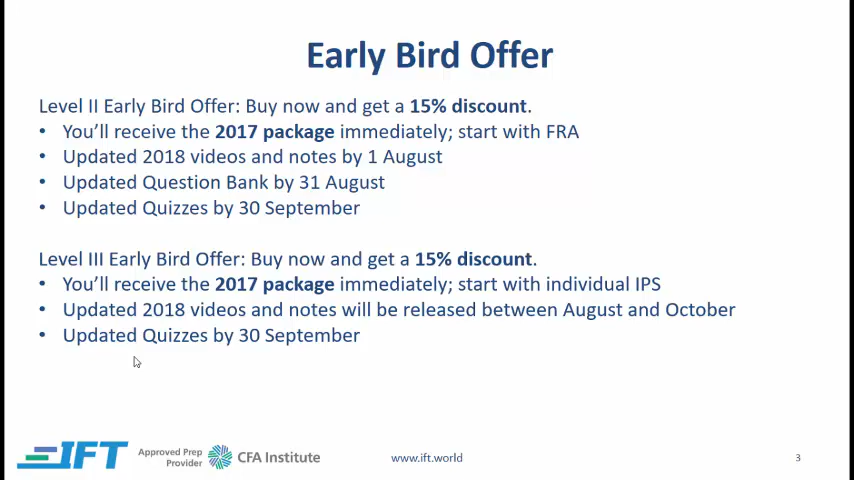 Early Bird Offer
Level II Early Bird Offer: Buy now and get a 15% discount.
• You'll receive the 2017 package immediately; start with FRA
• Updated 2018 videos and notes by 1 August
• Updated Question Bank by 31 August
• Updated Quizzes by 30 September
Level III Early Bird Offer: Buy now and get a 15% discount.
• You'll receive the 2017 package immediately; start with individual IPS
• Updated 2018 videos and notes will be released between August and October
• Updated Quizzes by 30 September
IFT
Approved Prep
Provider
CFA Institute
www.ift.world
3